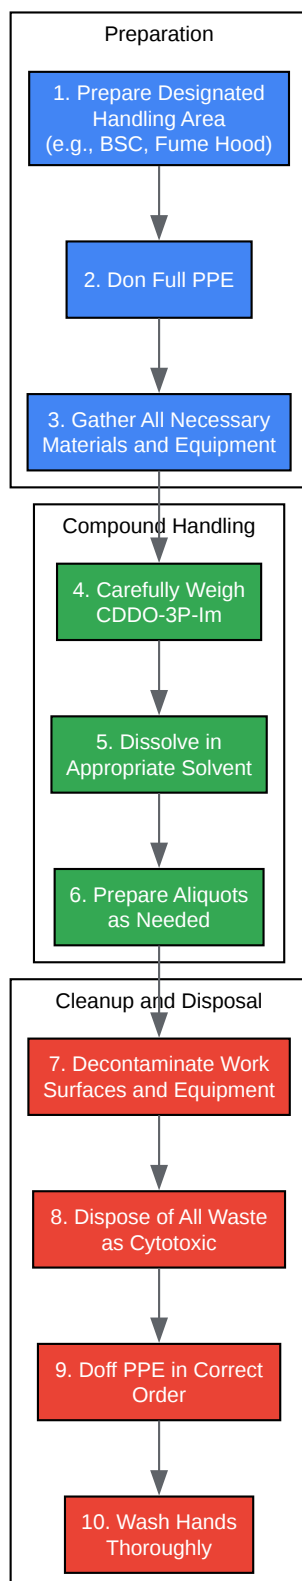 Preparation
1. Prepare Designated
Handling Area
(e.g., BSC, Fume Hood)
2. Don Full PPE
3. Gather All Necessary
Materials and Equipment
Compound Handling
4. Carefully Weigh
CDDO-3P-Im
5. Dissolve in
Appropriate Solvent
6. Prepare Aliquots
as Needed
Cleanup and Disposal
7. Decontaminate Work
Surfaces and Equipment
8. Dispose of All Waste
as Cytotoxic
9. Doff PPE in Correct
Order
10. Wash Hands
Thoroughly